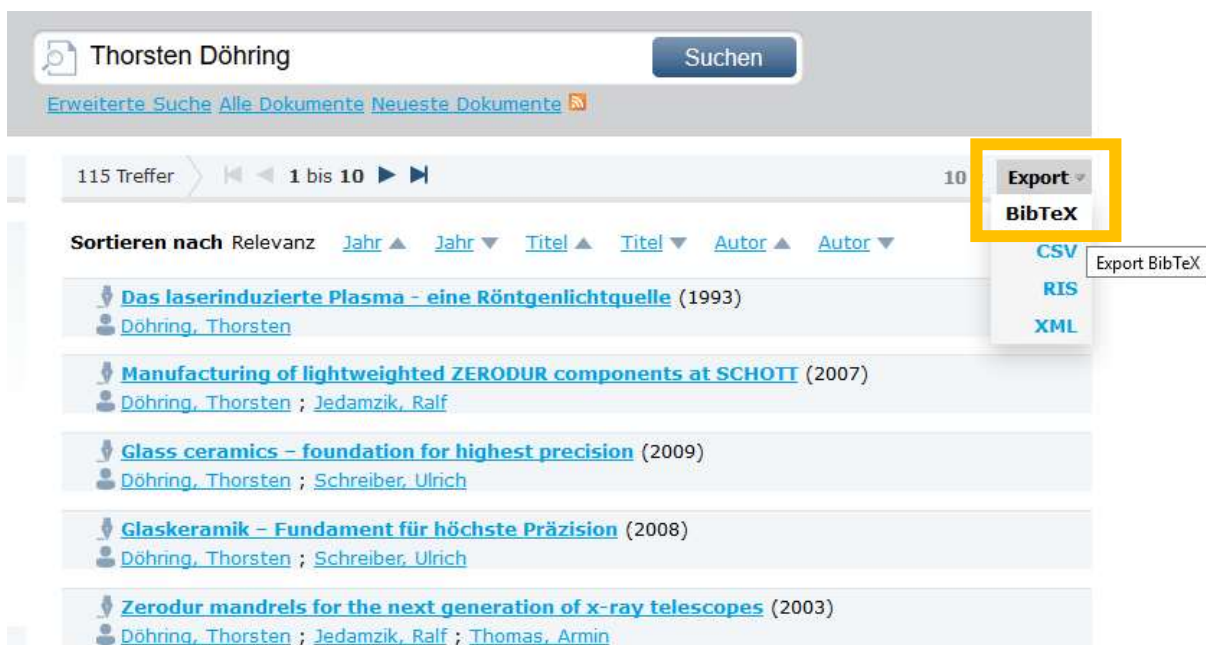 Thorsten Döhring
Suchen
Erweiterte Suche Alle Dokumente Neueste Dokumente
115 Treffer 1 bis 10 10 Export
BibTeX
CSV
Export BibTeX
RIS
XML
Sortieren nach Relevanz Jahr Jahr Titel Titel Autor Autor
Das laserinduzierte Plasma - eine Röntgenlichtquelle (1993)
Döhring, Thorsten
Manufacturing of lightweighted ZERODUR components at SCHOTT (2007)
Döhring, Thorsten ; Jedamzik, Ralf
Glass ceramics – foundation for highest precision (2009)
Döhring, Thorsten ; Schreiber, Ulrich
Glaskeramik – Fundament für höchste Präzision (2008)
Döhring, Thorsten ; Schreiber, Ulrich
Zerodur mandrels for the next generation of x-ray telescopes (2003)
Döhring, Thorsten ; Jedamzik, Ralf ; Thomas, Armin